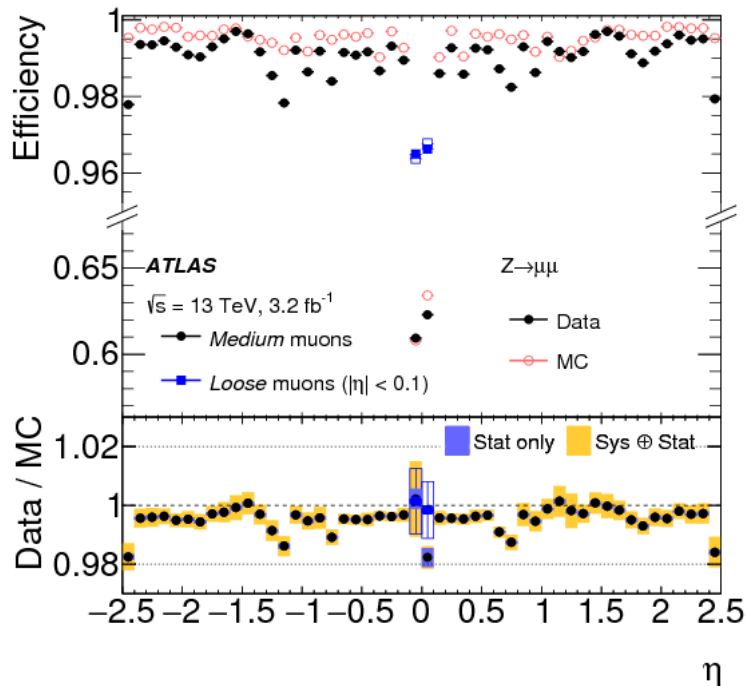 Efficiency
1
0.98
0.96
0.65
0.6
ATLAS
√s = 13 TeV, 3.2 fb⁻¹
Medium muons
Loose muons (|η| < 0.1)
Z→μμ
Data
MC
Data / MC
1.02
1
0.98
Stat only
Sys ⊕ Stat
−2.5 −2 −1.5 −1 −0.5 0 0.5 1 1.5 2 2.5
η